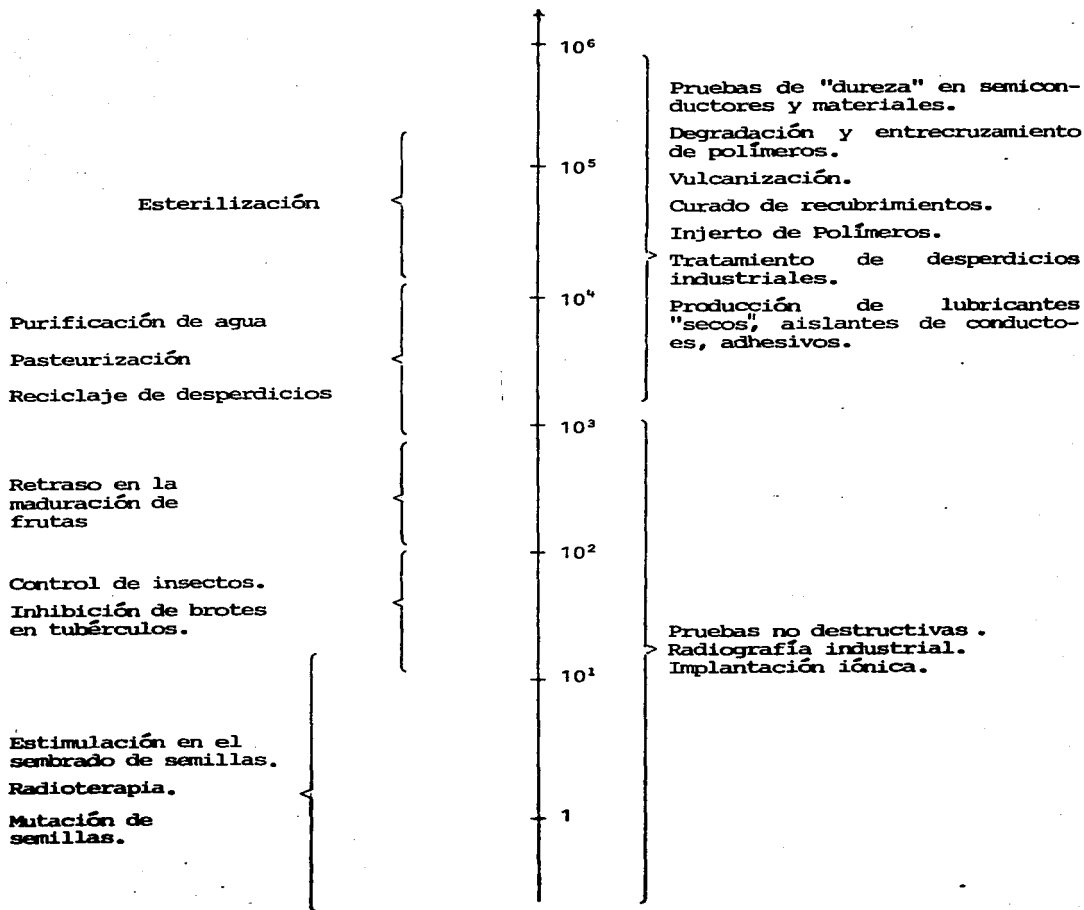 10⁶
10⁵
10⁴
10³
10²
10¹
1
Esterilización
Purificación de agua
Pasteurización
Reciclaje de desperdicios
Retraso en la
maduración de
frutas
Control de insectos.
Inhibición de brotes
en tubérculos.
Estimulación en el
sembrado de semillas.
Radioterapia.
Mutación de
semillas.
Pruebas de "dureza" en semicon-
ductores y materiales.
Degradación y entrecruzamiento
de polímeros.
Vulcanización.
Curado de recubrimientos.
Injerto de Polímeros.
Tratamiento de desperdicios
industriales.
Producción de lubricantes
"secos", aislantes de conducto-
es, adhesivos.
Pruebas no destructivas.
Radiografía industrial.
Implantación iónica.